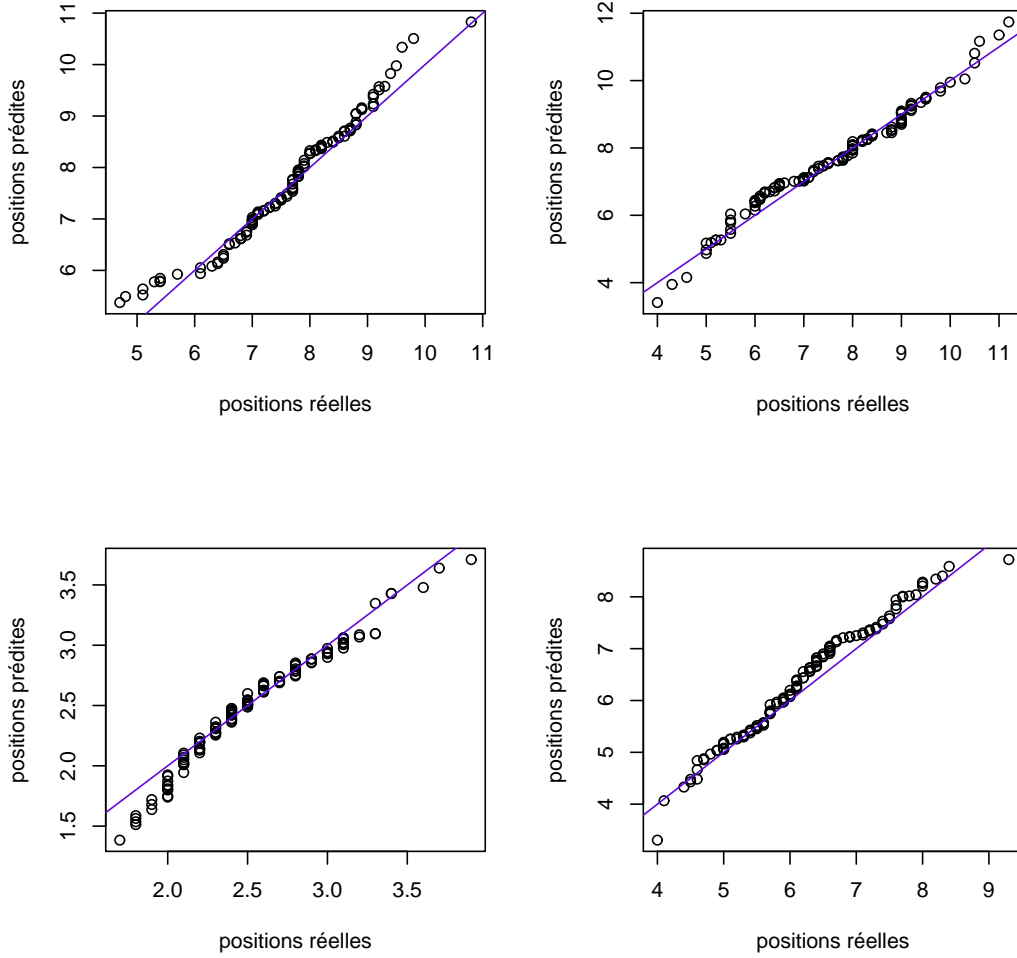 11
10
9
8
7
6
positions prédites
5 6 7 8 9 10 11
positions réelles
12
10
8
6
4
positions prédites
4 5 6 7 8 9 10 11
positions réelles
3.5
3.0
2.5
2.0
1.5
positions prédites
2.0 2.5 3.0 3.5
positions réelles
8
7
6
5
4
positions prédites
4 5 6 7 8 9
positions réelles